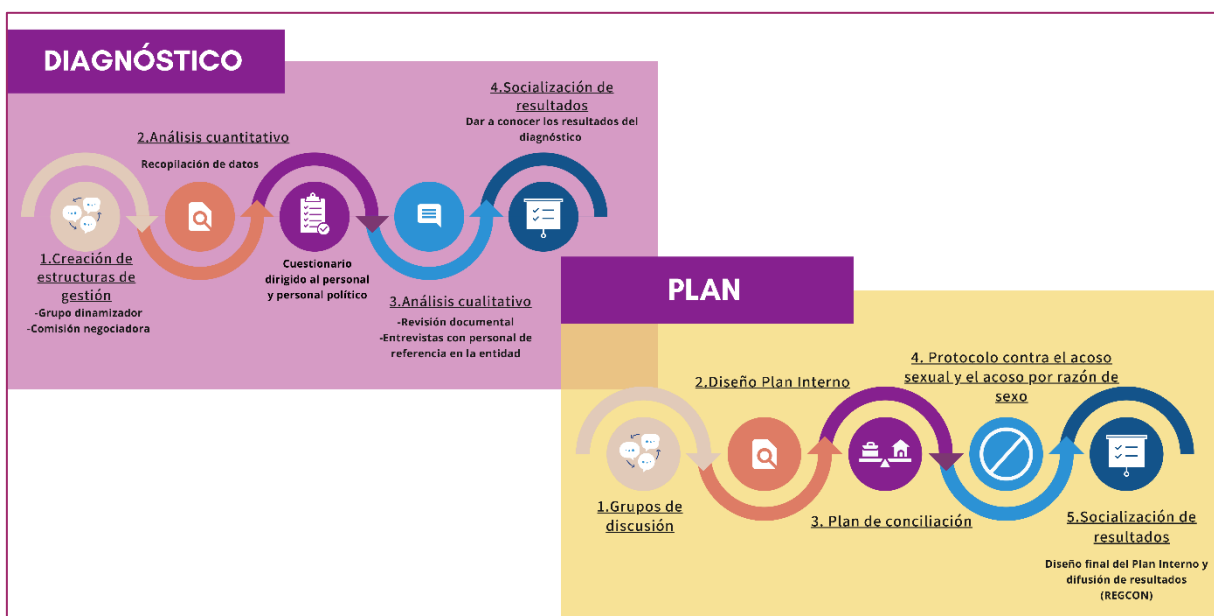 DIAGNÓSTICO
1.Creación de
estructuras de
gestión
-Grupo dinamizador
-Comisión negociadora
2.Análisis cuantitativo
Recopilación de datos
Cuestionario
dirigido al personal
y personal político
3.Análisis cualitativo
-Revisión documental
-Entrevistas con personal de
referencia en la entidad
4.Socialización de
resultados
Dar a conocer los resultados del
diagnóstico
PLAN
1.Grupos de
discusión
2.Diseño Plan Interno
3. Plan de conciliación
4. Protocolo contra el acoso
sexual y el acoso por razón de
sexo
5.Socialización de
resultados
Diseño final del Plan Interno y
difusión de resultados
(REGCON)